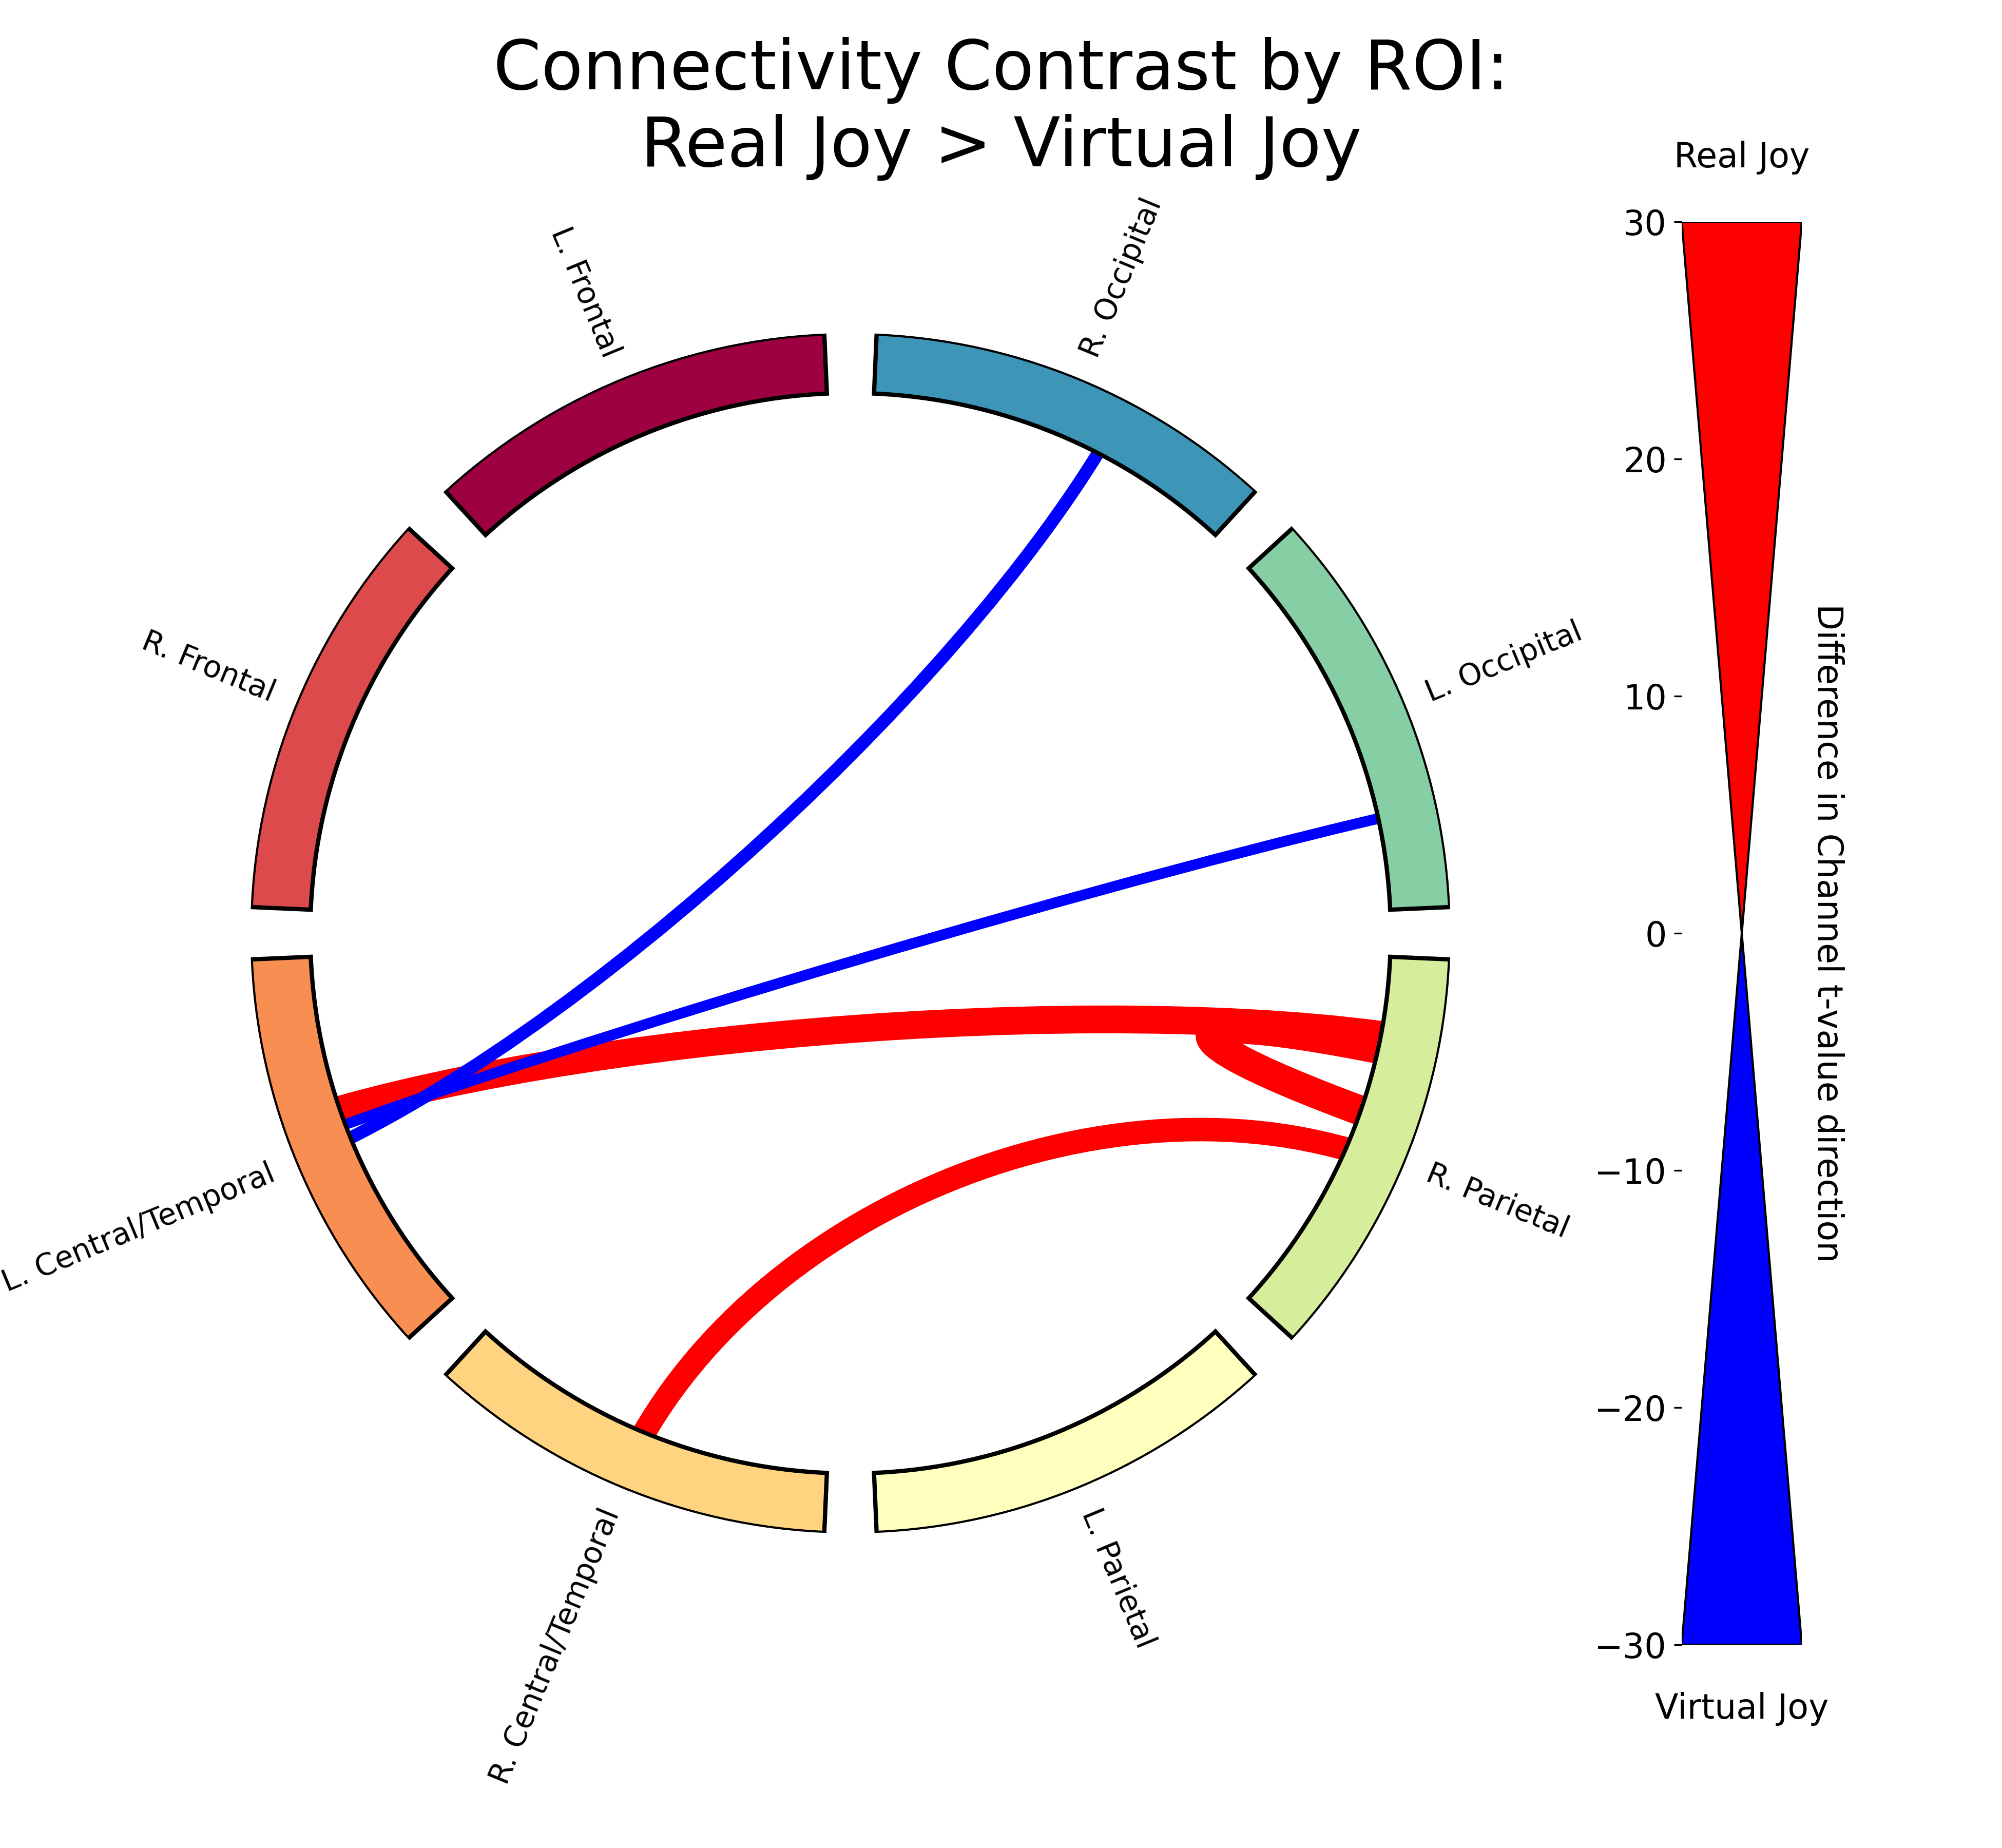 Connectivity Contrast by ROI:
Real Joy > Virtual Joy
L. Frontal
R. Occipital
R. Frontal
L. Occipital
L. Central/Temporal
R. Parietal
R. Central/Temporal
L. Parietal
Real Joy
30
20
10
0
−10
−20
−30
Virtual Joy
Difference in Channel t-value direction